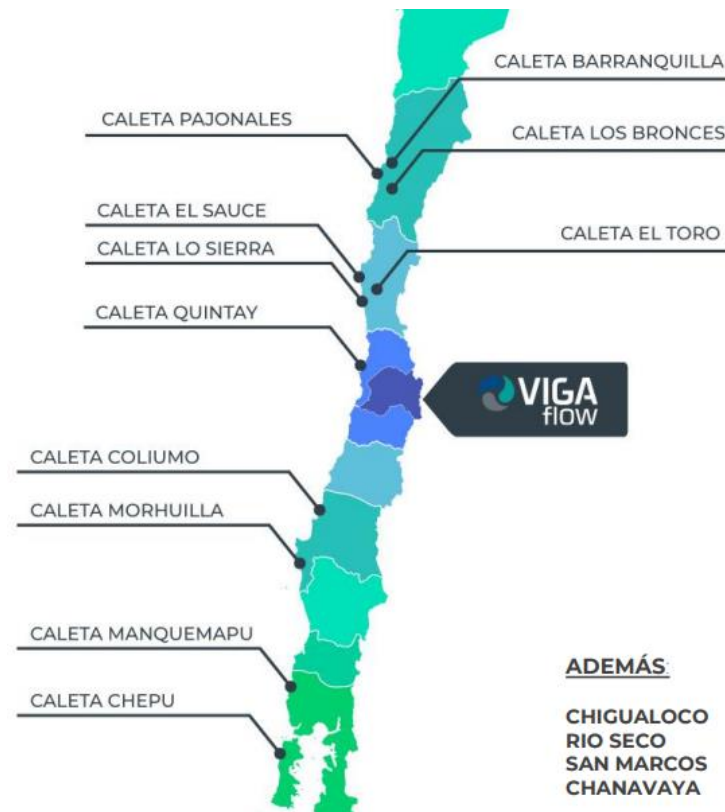 CALETA BARRANQUILLA
CALETA PAJONALES
CALETA LOS BRONCES
CALETA EL SAUCE
CALETA EL TORO
CALETA LO SIERRA
CALETA QUINTAY
VIGA
flow
CALETA COLIUMO
CALETA MORHUILLA
CALETA MANQUEMAPU
CALETA CHEPU
ADEMÁS:
CHIGUALOCO
RIO SECO
SAN MARCOS
CHANAVAYA